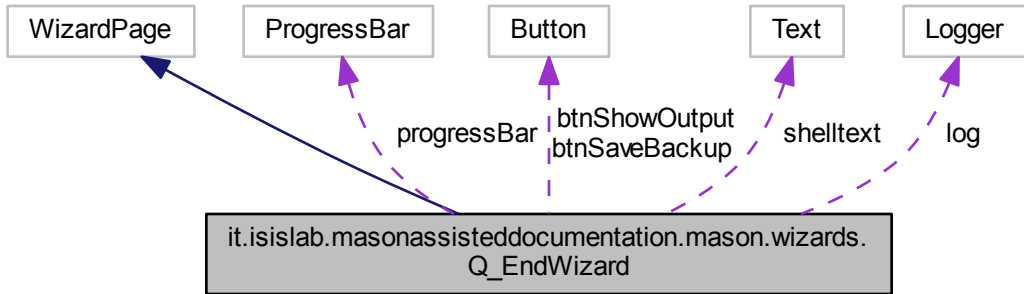 WizardPage
ProgressBar
Button
Text
Logger
progressBar
btnShowOutput
btnSaveBackup
shelltext
log
it.isislab.masonassisteddocumentation.mason.wizards.
Q_EndWizard